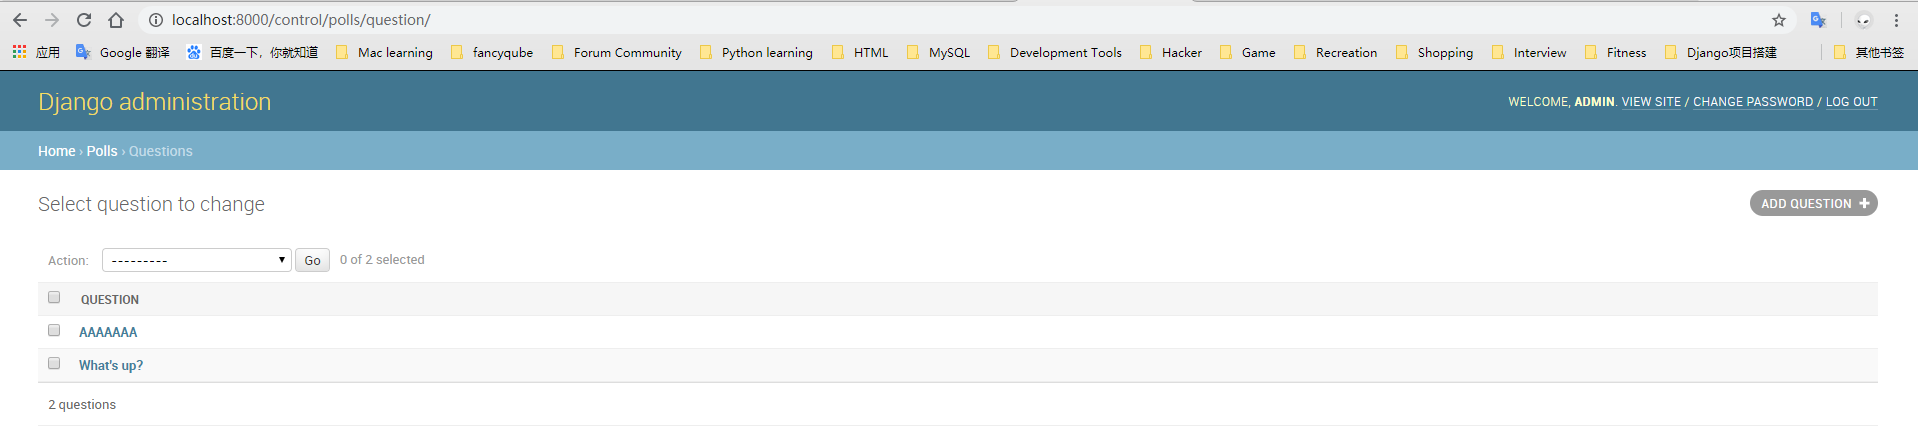 localhost:8000/control/polls/question/
应用 Google 翻译 百度一下，你就知道 Mac learning fancyqube Forum Community Python learning HTML MySQL Development Tools Hacker Game Recreation Shopping Interview Fitness Django项目搭建 其他书签
Django administration WELCOME, ADMIN. VIEW SITE / CHANGE PASSWORD / LOG OUT
Home › Polls › Questions
Select question to change ADD QUESTION +
Action: --------- Go 0 of 2 selected
QUESTION
AAAAAAA
What's up?
2 questions